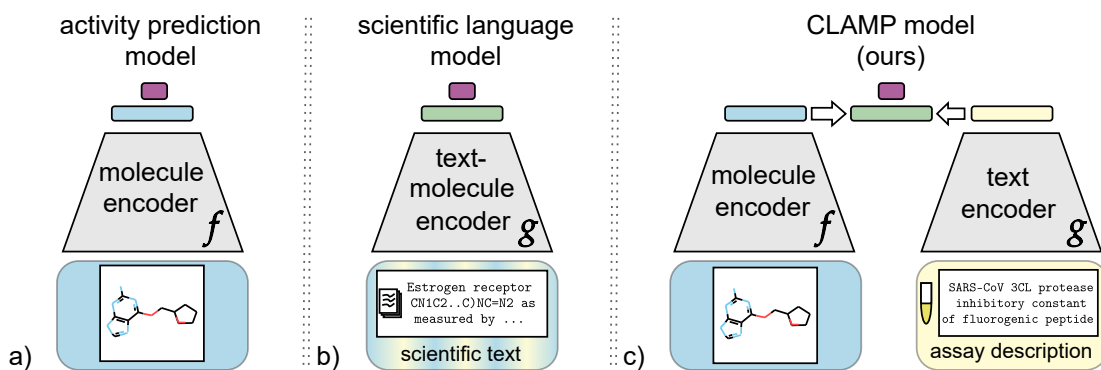 activity prediction
model
molecule
encoder
f
a)
scientific language
model
text-
molecule
encoder
g
Estrogen receptor
CN1C2..C)NC=N2 as
measured by ...
scientific text
b)
CLAMP model
(ours)
molecule
encoder
f
text
encoder
g
SARS-CoV 3CL protease
inhibitory constant
of fluorogenic peptide
assay description
c)